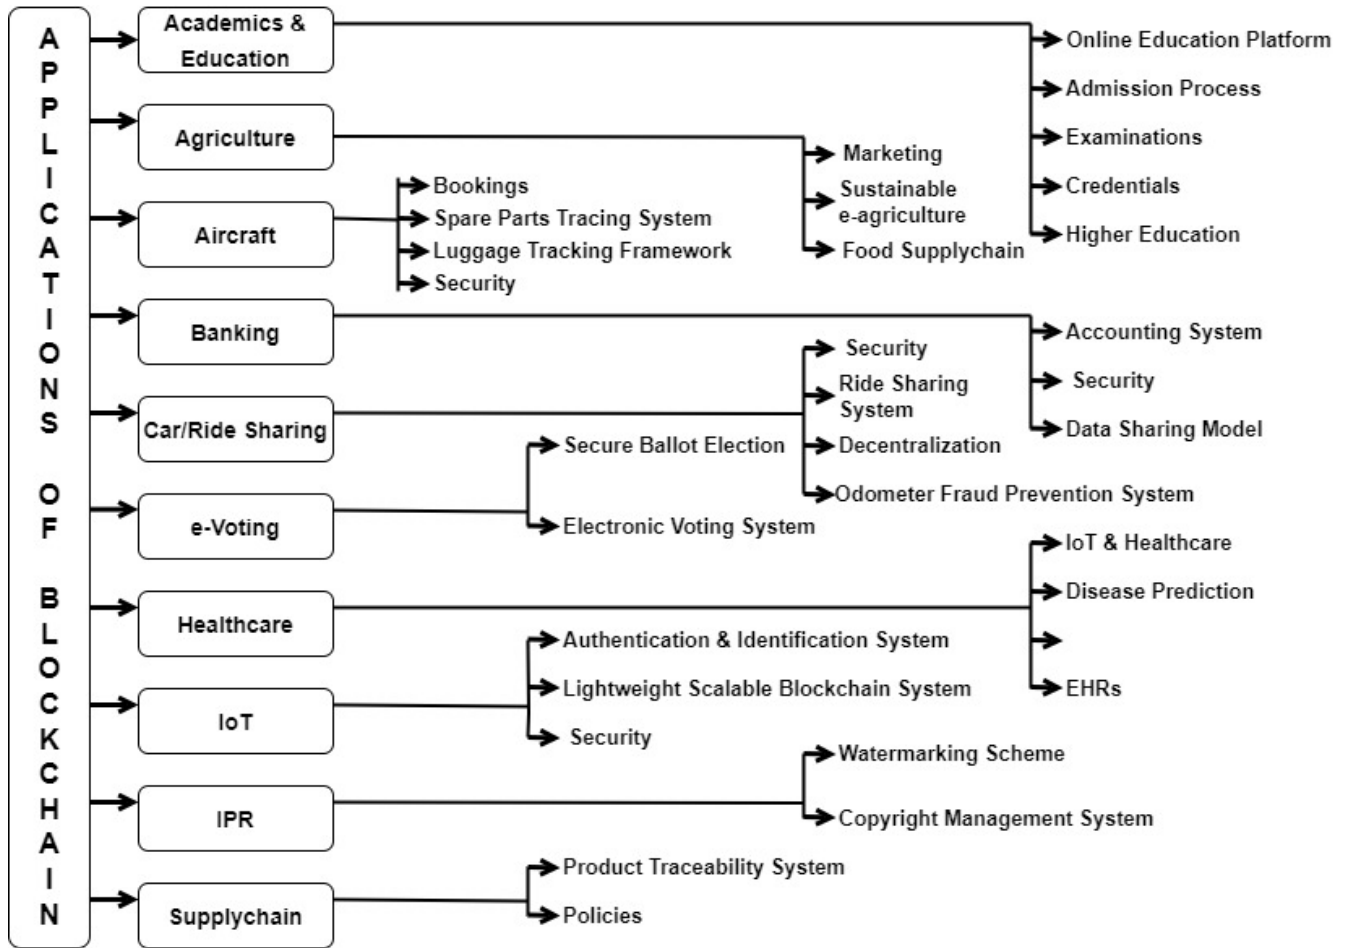 APPLICATIONS OF BLOCKCHAIN
Academics &
Education
Online Education Platform
Admission Process
Examinations
Credentials
Higher Education
Agriculture
Marketing
Sustainable
e-agriculture
Food Supplychain
Aircraft
Bookings
Spare Parts Tracing System
Luggage Tracking Framework
Security
Banking
Accounting System
Security
Data Sharing Model
Car/Ride Sharing
Security
Ride Sharing
System
Decentralization
Odometer Fraud Prevention System
e-Voting
Secure Ballot Election
Electronic Voting System
Healthcare
IoT & Healthcare
Disease Prediction
EHRs
IoT
Authentication & Identification System
Lightweight Scalable Blockchain System
Security
IPR
Watermarking Scheme
Copyright Management System
Supplychain
Product Traceability System
Policies